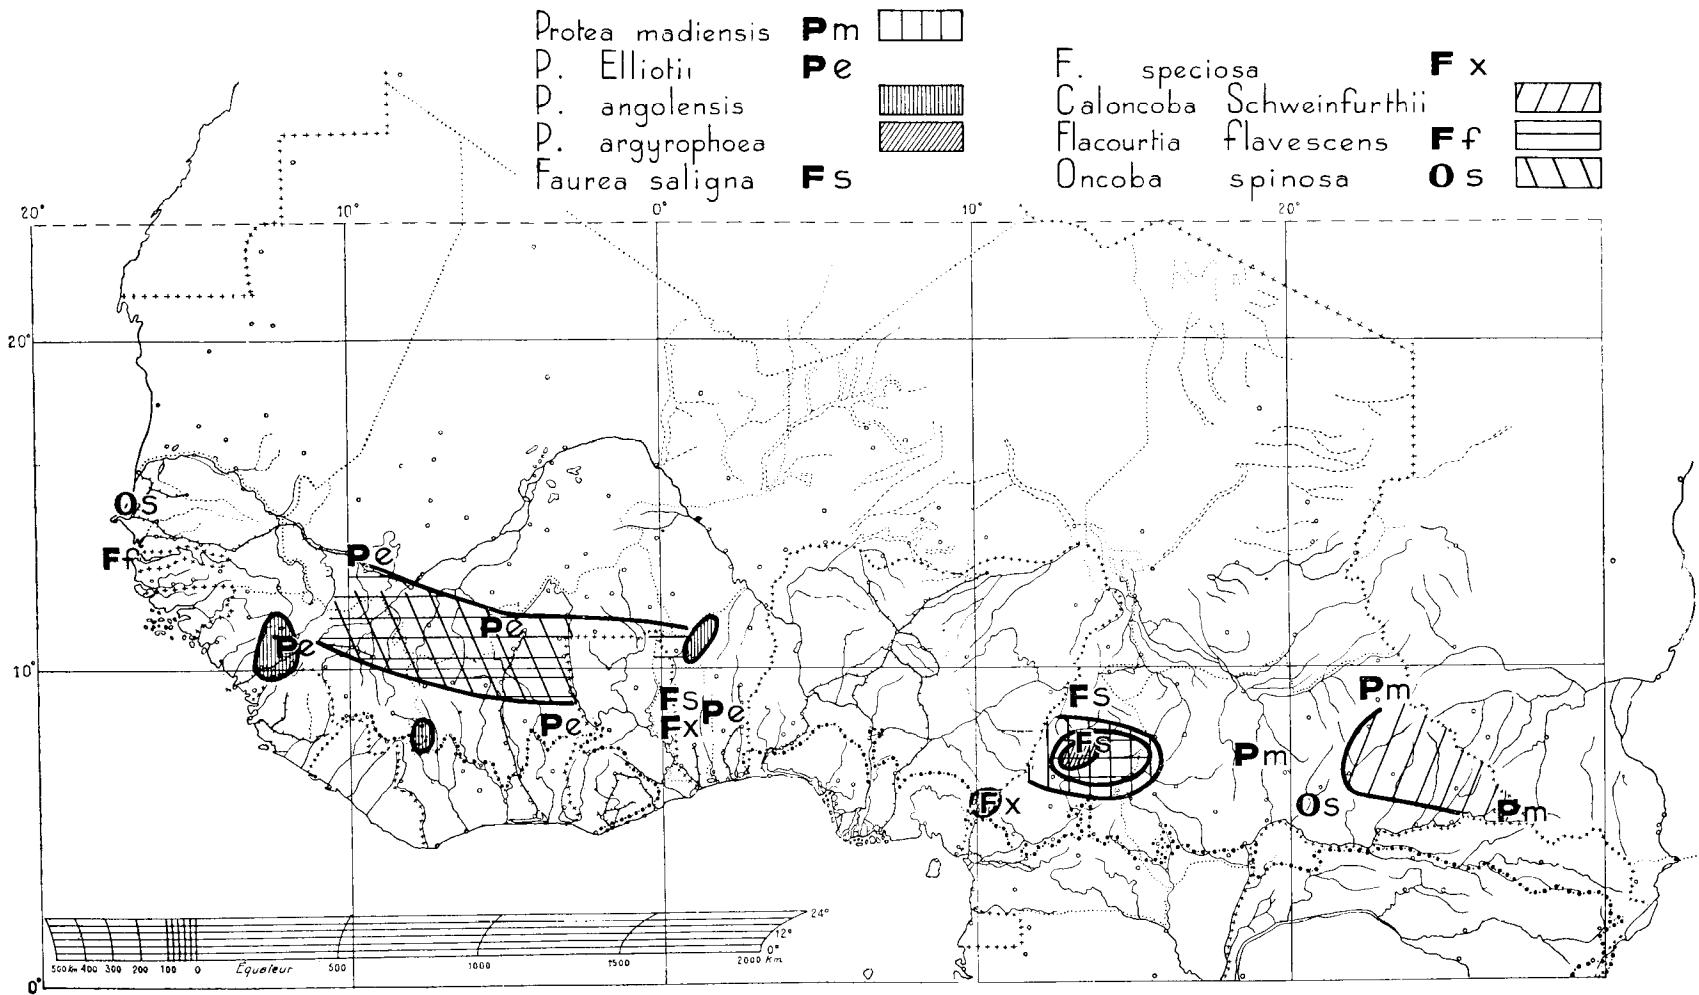 Protea madiensis Pm
P. Elliotii Pe
P. angolensis
P. argyrophoea
Faurea saligna Fs
F. speciosa Fx
Caloncoba Schweinfurthii
Flacourtia flavescens Ff
Oncoba spinosa Os
20° 10° 0° 10° 20°
20°
Os
Ff Pe
Pe Pe
10°
Fs Pe Fs Pm
Pe Fx
Fs Pm
Fx Os Pm
24°
12°
0°
500km 400 300 200 100 0 Équateur 500 1000 1500 2000 Km
0°